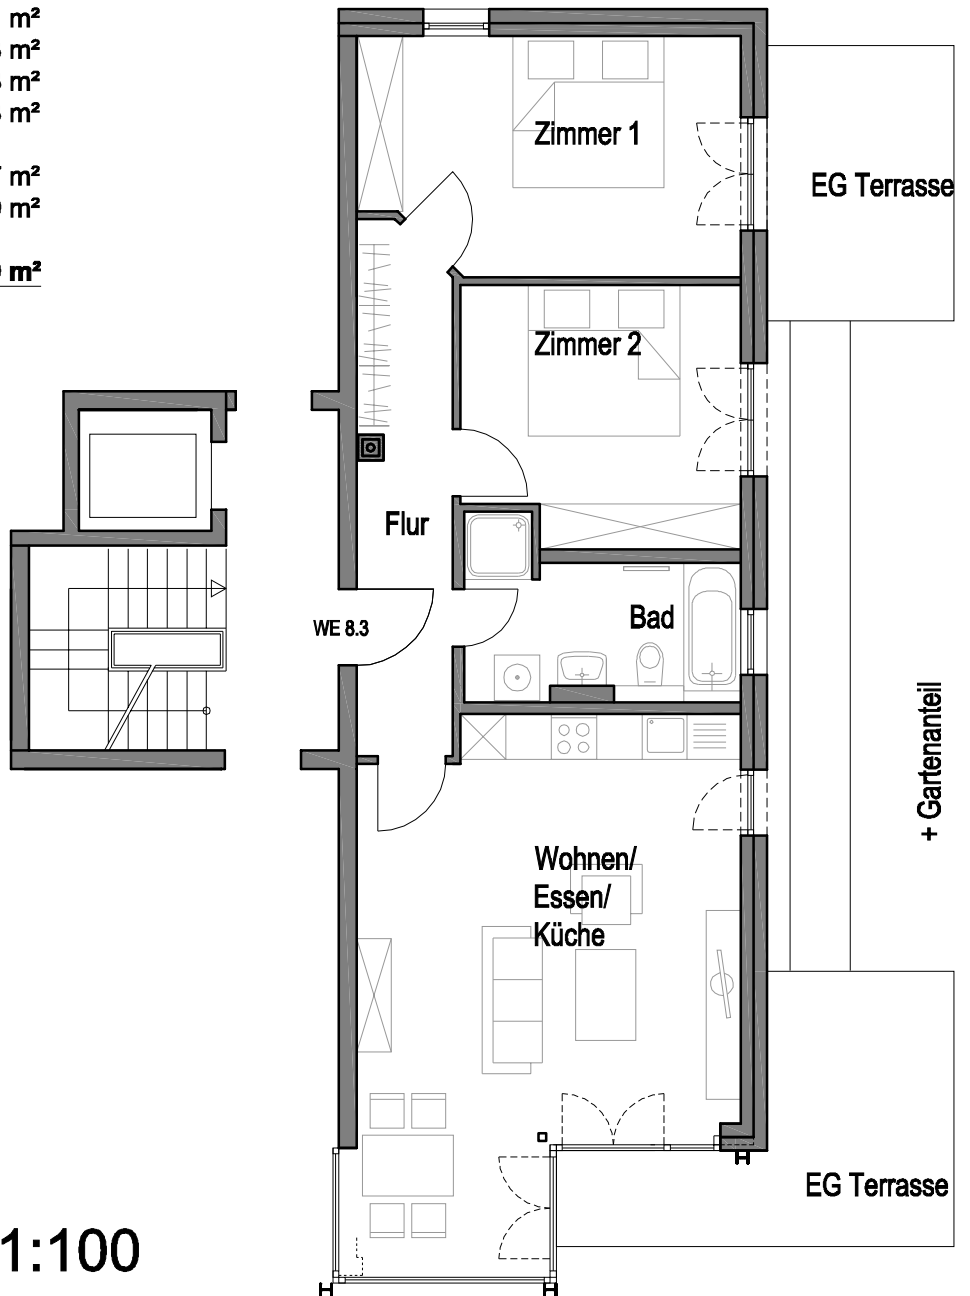 m²
m²
m²
m²
m²
m²
m²
Zimmer 1
EG Terrasse
Zimmer 2
Flur
WE 8.3
Bad
+ Gartenanteil
Wohnen/
Essen/
Küche
EG Terrasse
1:100